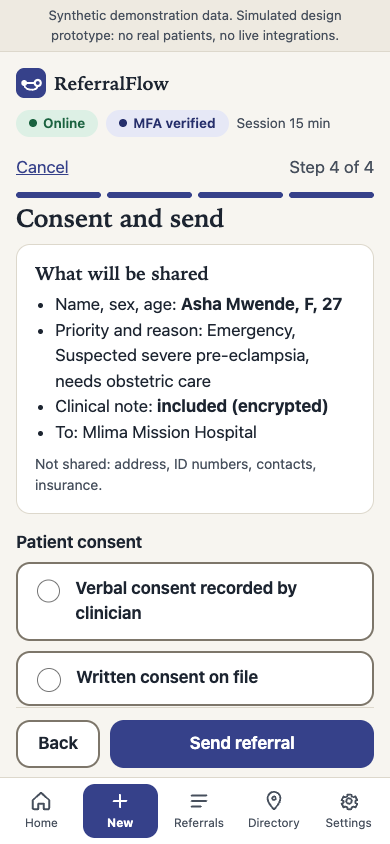 Synthetic demonstration data. Simulated design
prototype: no real patients, no live integrations.
ReferralFlow
Online
MFA verified
Session 15 min
Cancel
Step 4 of 4
Consent and send
What will be shared
• Name, sex, age: Asha Mwende, F, 27
• Priority and reason: Emergency,
Suspected severe pre-eclampsia,
needs obstetric care
• Clinical note: included (encrypted)
• To: Mlima Mission Hospital
Not shared: address, ID numbers, contacts,
insurance.
Patient consent
Verbal consent recorded by
clinician
Written consent on file
Back
Send referral
Home
New
Referrals
Directory
Settings